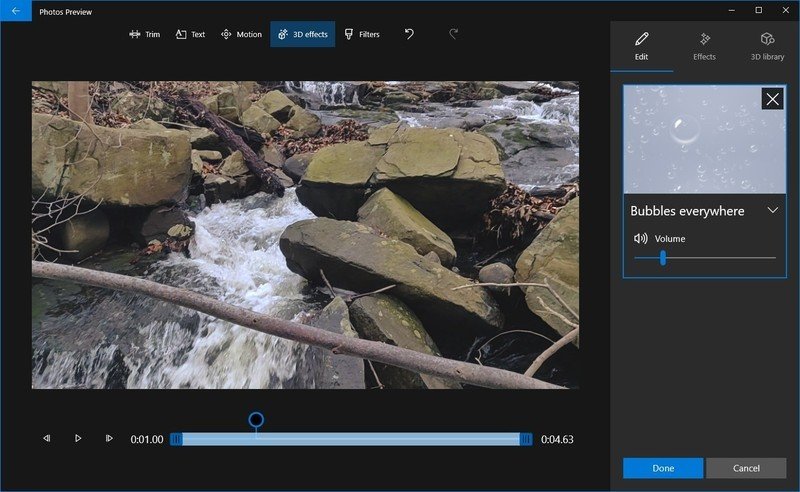 Photos Preview
Trim
Text
Motion
3D effects
Filters
Edit
Effects
3D library
Bubbles everywhere
Volume
0:01.00
0:04.63
Done
Cancel